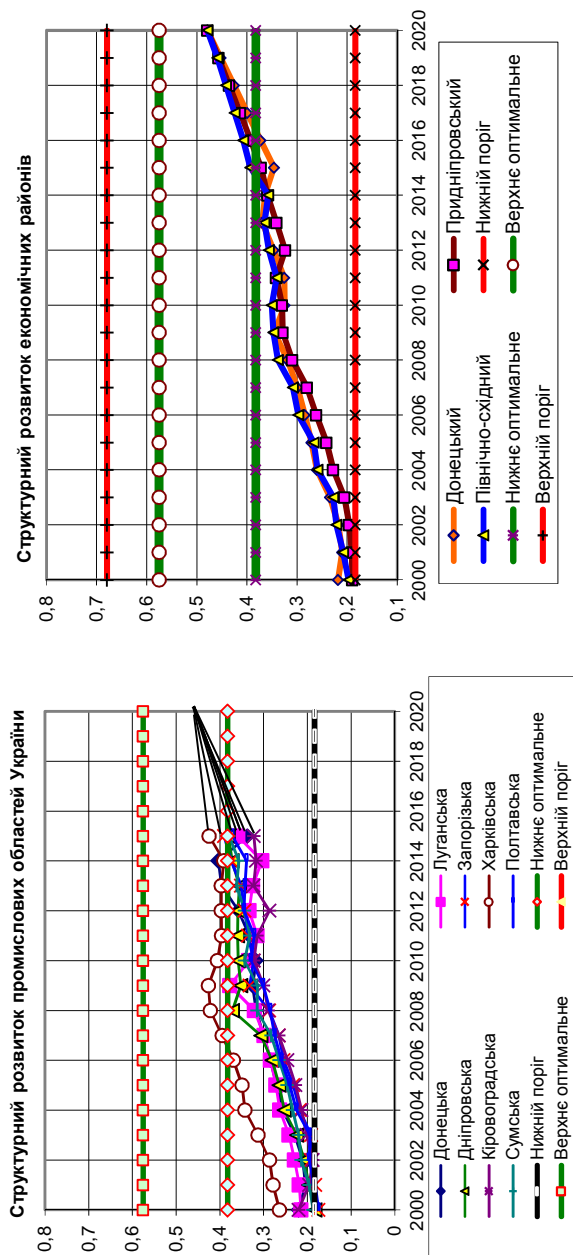 Структурний розвиток промислових областей України
0,8
0,7
0,6
0,5
0,4
0,3
0,2
0,1
0
2000
2002
2004
2006
2008
2010
2012
2014
2016
2018
2020
Донецька
Луганська
Дніпровська
Запорізька
Кіровоградська
Харківська
Сумська
Полтавська
Нижній поріг
Нижнє оптимальне
Верхнє оптимальне
Верхній поріг
Структурний розвиток економічних районів
0,8
0,7
0,6
0,5
0,4
0,3
0,2
0,1
2000
2002
2004
2006
2008
2010
2012
2014
2016
2018
2020
Донецький
Придніпровський
Північно-східний
Нижній поріг
Нижнє оптимальне
Верхнє оптимальне
Верхній поріг